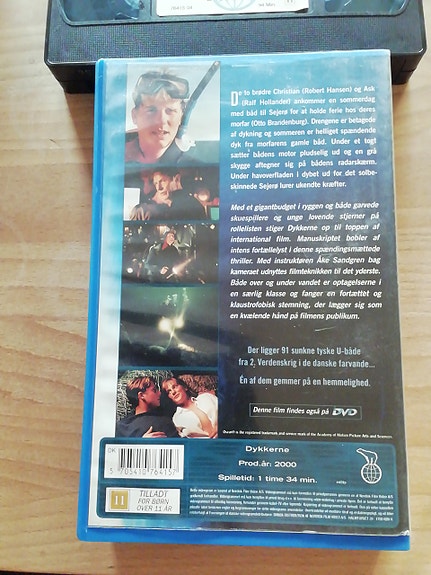 De to brødre Christian (Robert Hansen) og Ask
(Ralf Hollander) ankommer en sommerdag
med båd til Sejerø for at holde ferie hos deres
morfar (Otto Brandenburg). Drengene er betagede
af dykning og sommeren er helliget spændende
dyk fra morfarens gamle båd. Under et togt
sætter bådens motor pludselig ud og en grå
skygge aftegner sig på bådens radarskærm.
Under havoverfladen i dybet ud for det solbe-
skinnede Sejerø lurer ukendte kræfter.
Med et gigantbudget i ryggen og både garvede
skuespillere og unge lovende stjerner på
rollelisten stiger Dykkerne op til toppen af
international film. Manuskriptet bobler af
intens fortællelyst i denne spændingsmættede
thriller. Med instruktøren Åke Sandgren bag
kameraet udnyttes filmteknikken til det yderste.
Både over og under vandet er optagelserne i
en særlig klasse og fanger en fortættet og
klaustrofobisk stemning, der lægger sig som
en kvælende hånd på filmens publikum.
Der ligger 91 sunkne tyske U-både
fra 2. Verdenskrig i de danske farvande...
Én af dem gemmer på en hemmelighed.
Denne film findes også på DVD
DK
5 705410 764157
11
TILLADT
FOR BØRN
OVER 11 ÅR
Dykkerne
Prod.år: 2000
Spilletid: 1 time 34 min.